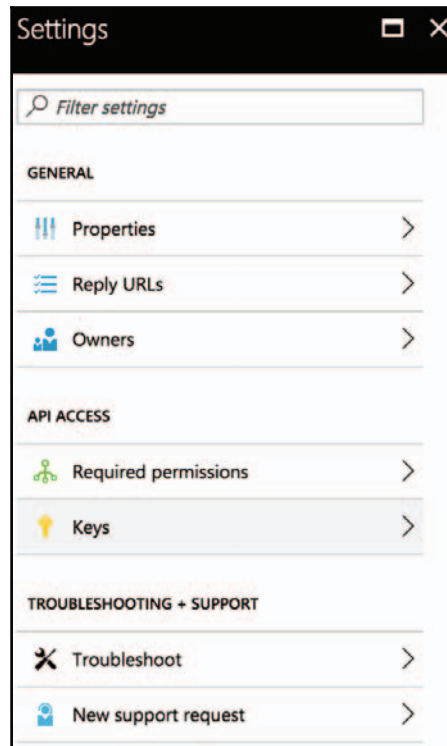 Settings
Filter settings
GENERAL
Properties
Reply URLs
Owners
API ACCESS
Required permissions
Keys
TROUBLESHOOTING + SUPPORT
Troubleshoot
New support request